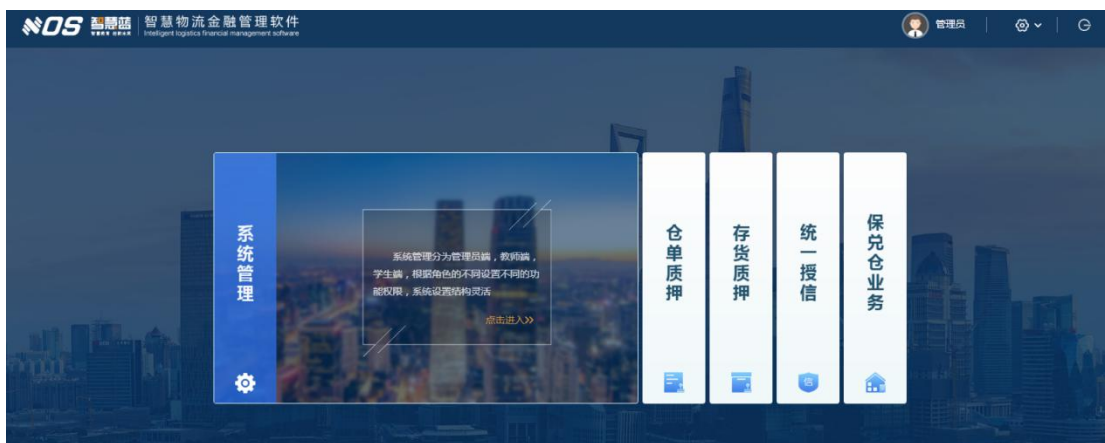 NOS 智慧蓝 智慧物流金融管理软件
Intelligent logistics financial management software
管理员
系统管理
系统管理分为管理员端，教师端，
学生端，根据角色的不同设置不同的功
能权限，系统设置结构灵活
点击进入》
仓单质押
存货质押
统一授信
信
保兑仓业务